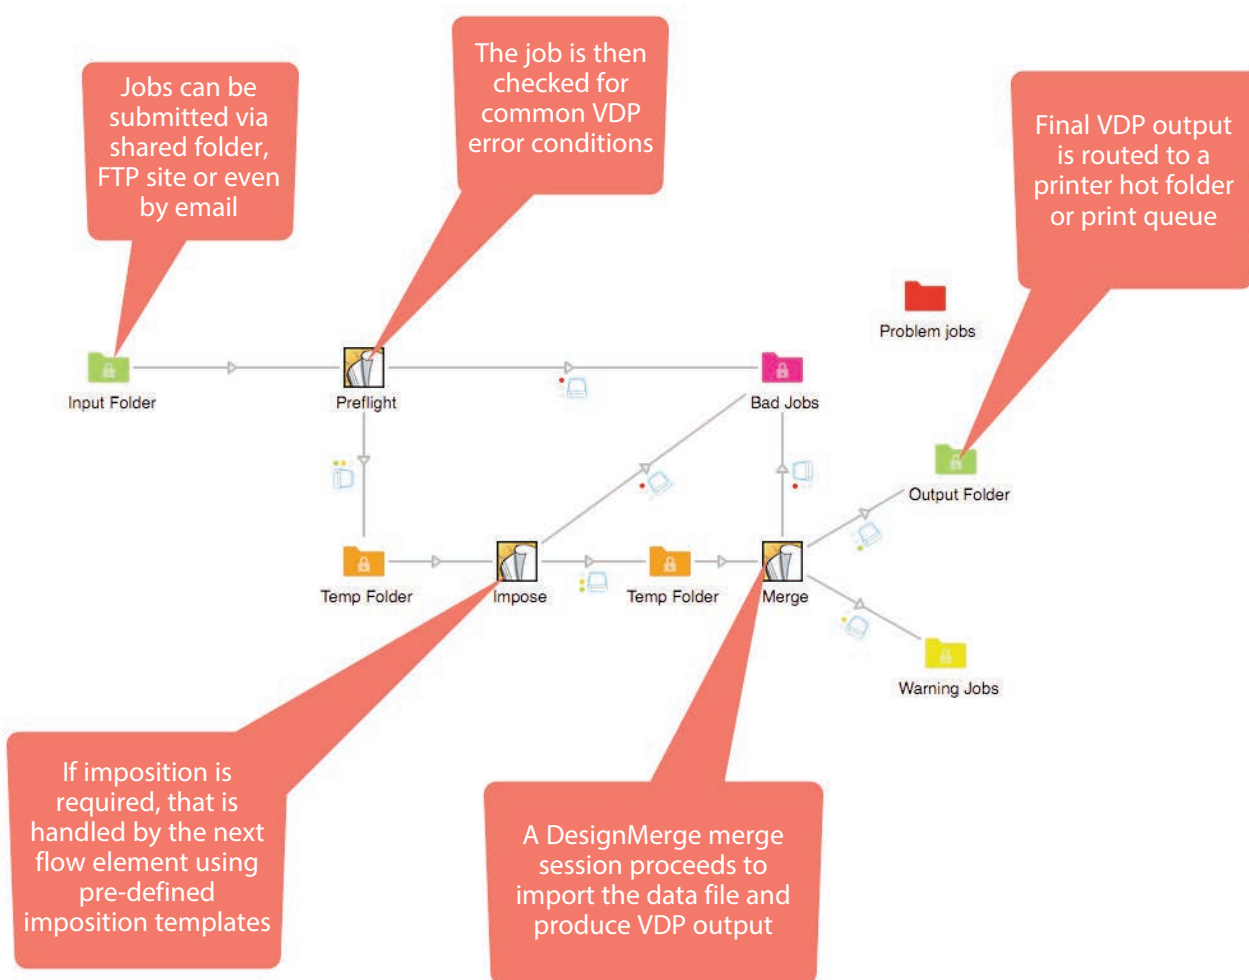 Jobs can be
submitted via
shared folder,
FTP site or even
by email
The job is then
checked for
common VDP
error conditions
Final VDP output
is routed to a
printer hot folder
or print queue
Problem jobs
Input Folder
Preflight
Bad Jobs
Output Folder
Temp Folder
Impose
Temp Folder
Merge
Warning Jobs
If imposition is
required, that is
handled by the next
flow element using
pre-defined
imposition templates
A DesignMerge merge
session proceeds to
import the data file and
produce VDP output